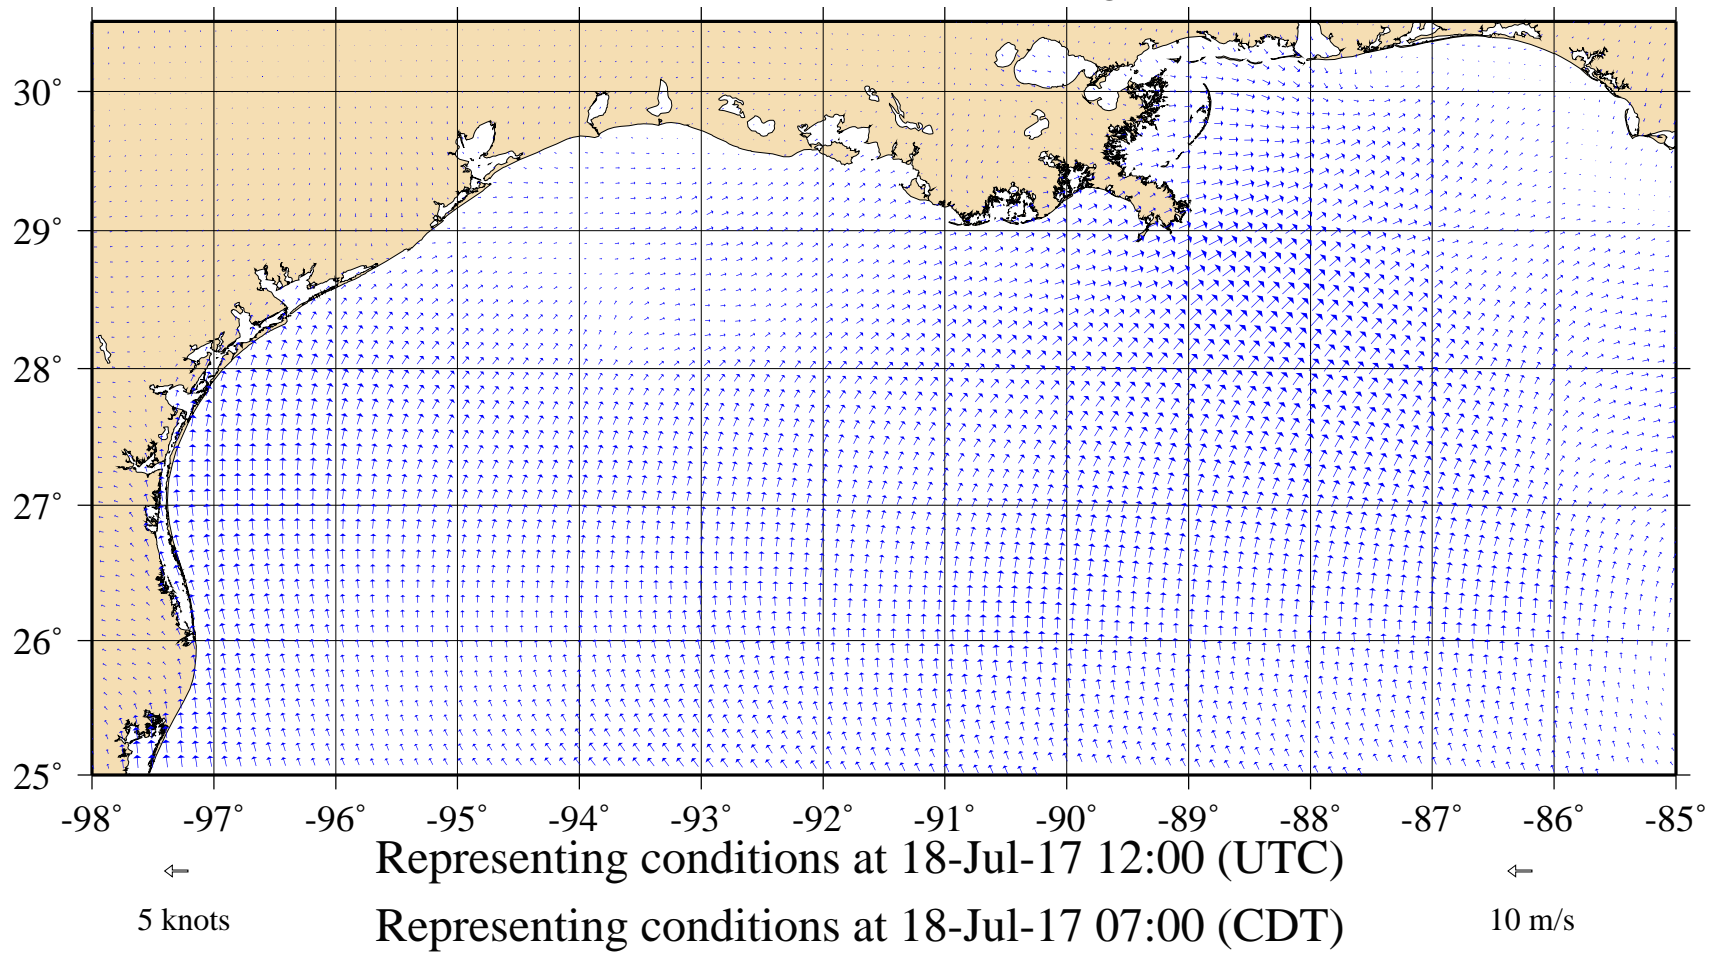 30°
29°
28°
27°
26°
25°
-98° -97° -96° -95° -94° -93° -92° -91° -90° -89° -88° -87° -86° -85°
Representing conditions at 18-Jul-17 12:00 (UTC)
5 knots
Representing conditions at 18-Jul-17 07:00 (CDT)
10 m/s